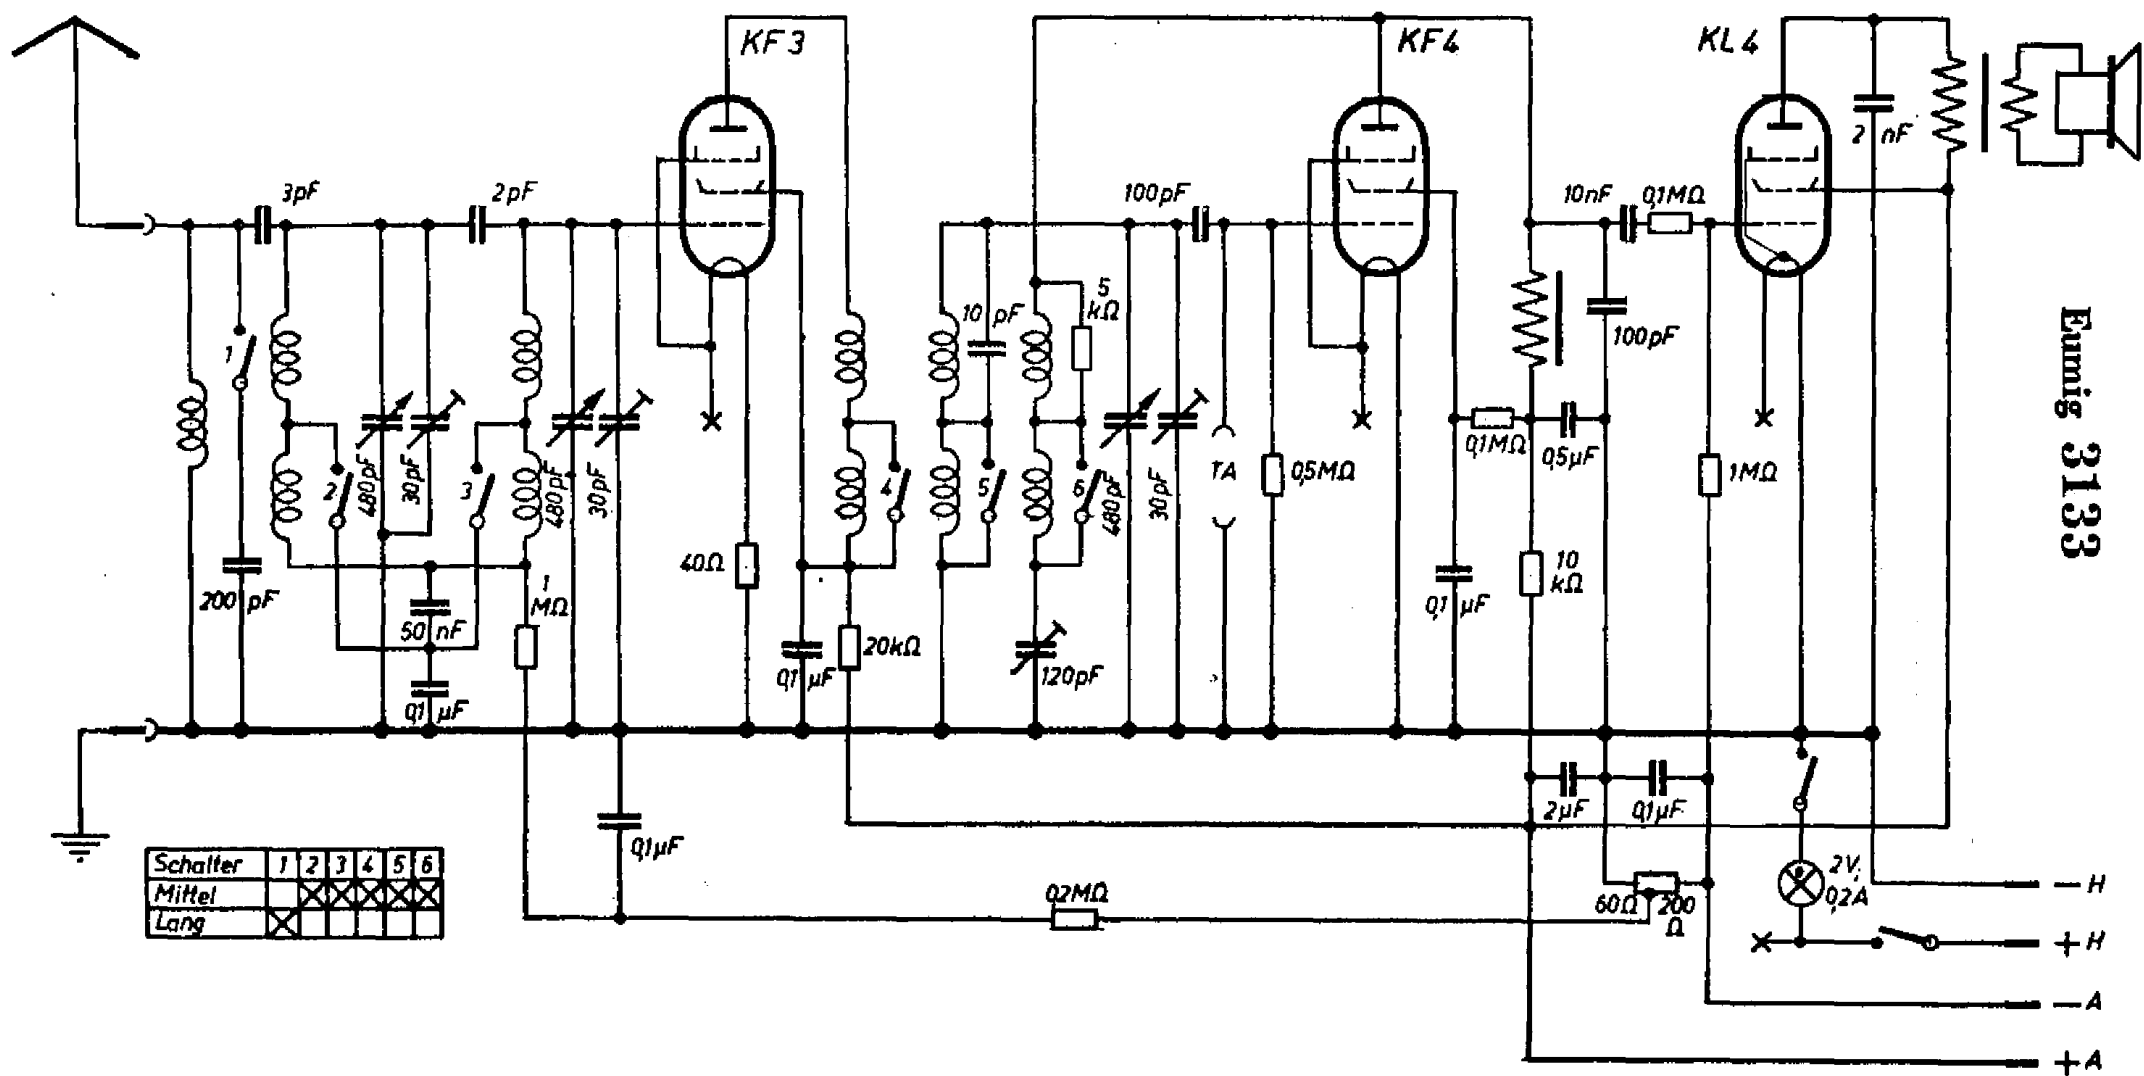 KF3
KF4
KL4
2 nF
3pF
2pF
100pF
10nF
0,1MΩ
5 kΩ
10 pF
100pF
1
2
480pF
30pF
3
480pF
30pF
4
5
6
480pF
30pF
TA
0,5MΩ
0,1MΩ
0,5µF
1MΩ
200 pF
50 nF
1 MΩ
40Ω
0,1 µF
10 kΩ
0,1 µF
0,1 µF
20kΩ
120pF
2µF
0,1µF
0,1µF
0,2MΩ
60Ω
200 Ω
2V,
0,2A
Schalter 1 2 3 4 5 6
Mittel
Lang
− H
+ H
− A
+ A
Eumig 3133